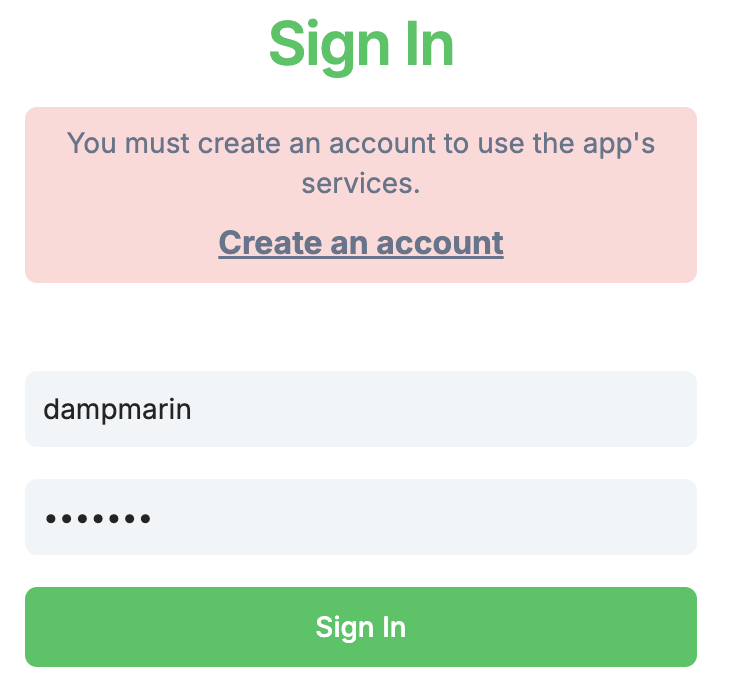 Sign In
You must create an account to use the app's
services.
Create an account
dampmarin
•••••••
Sign In